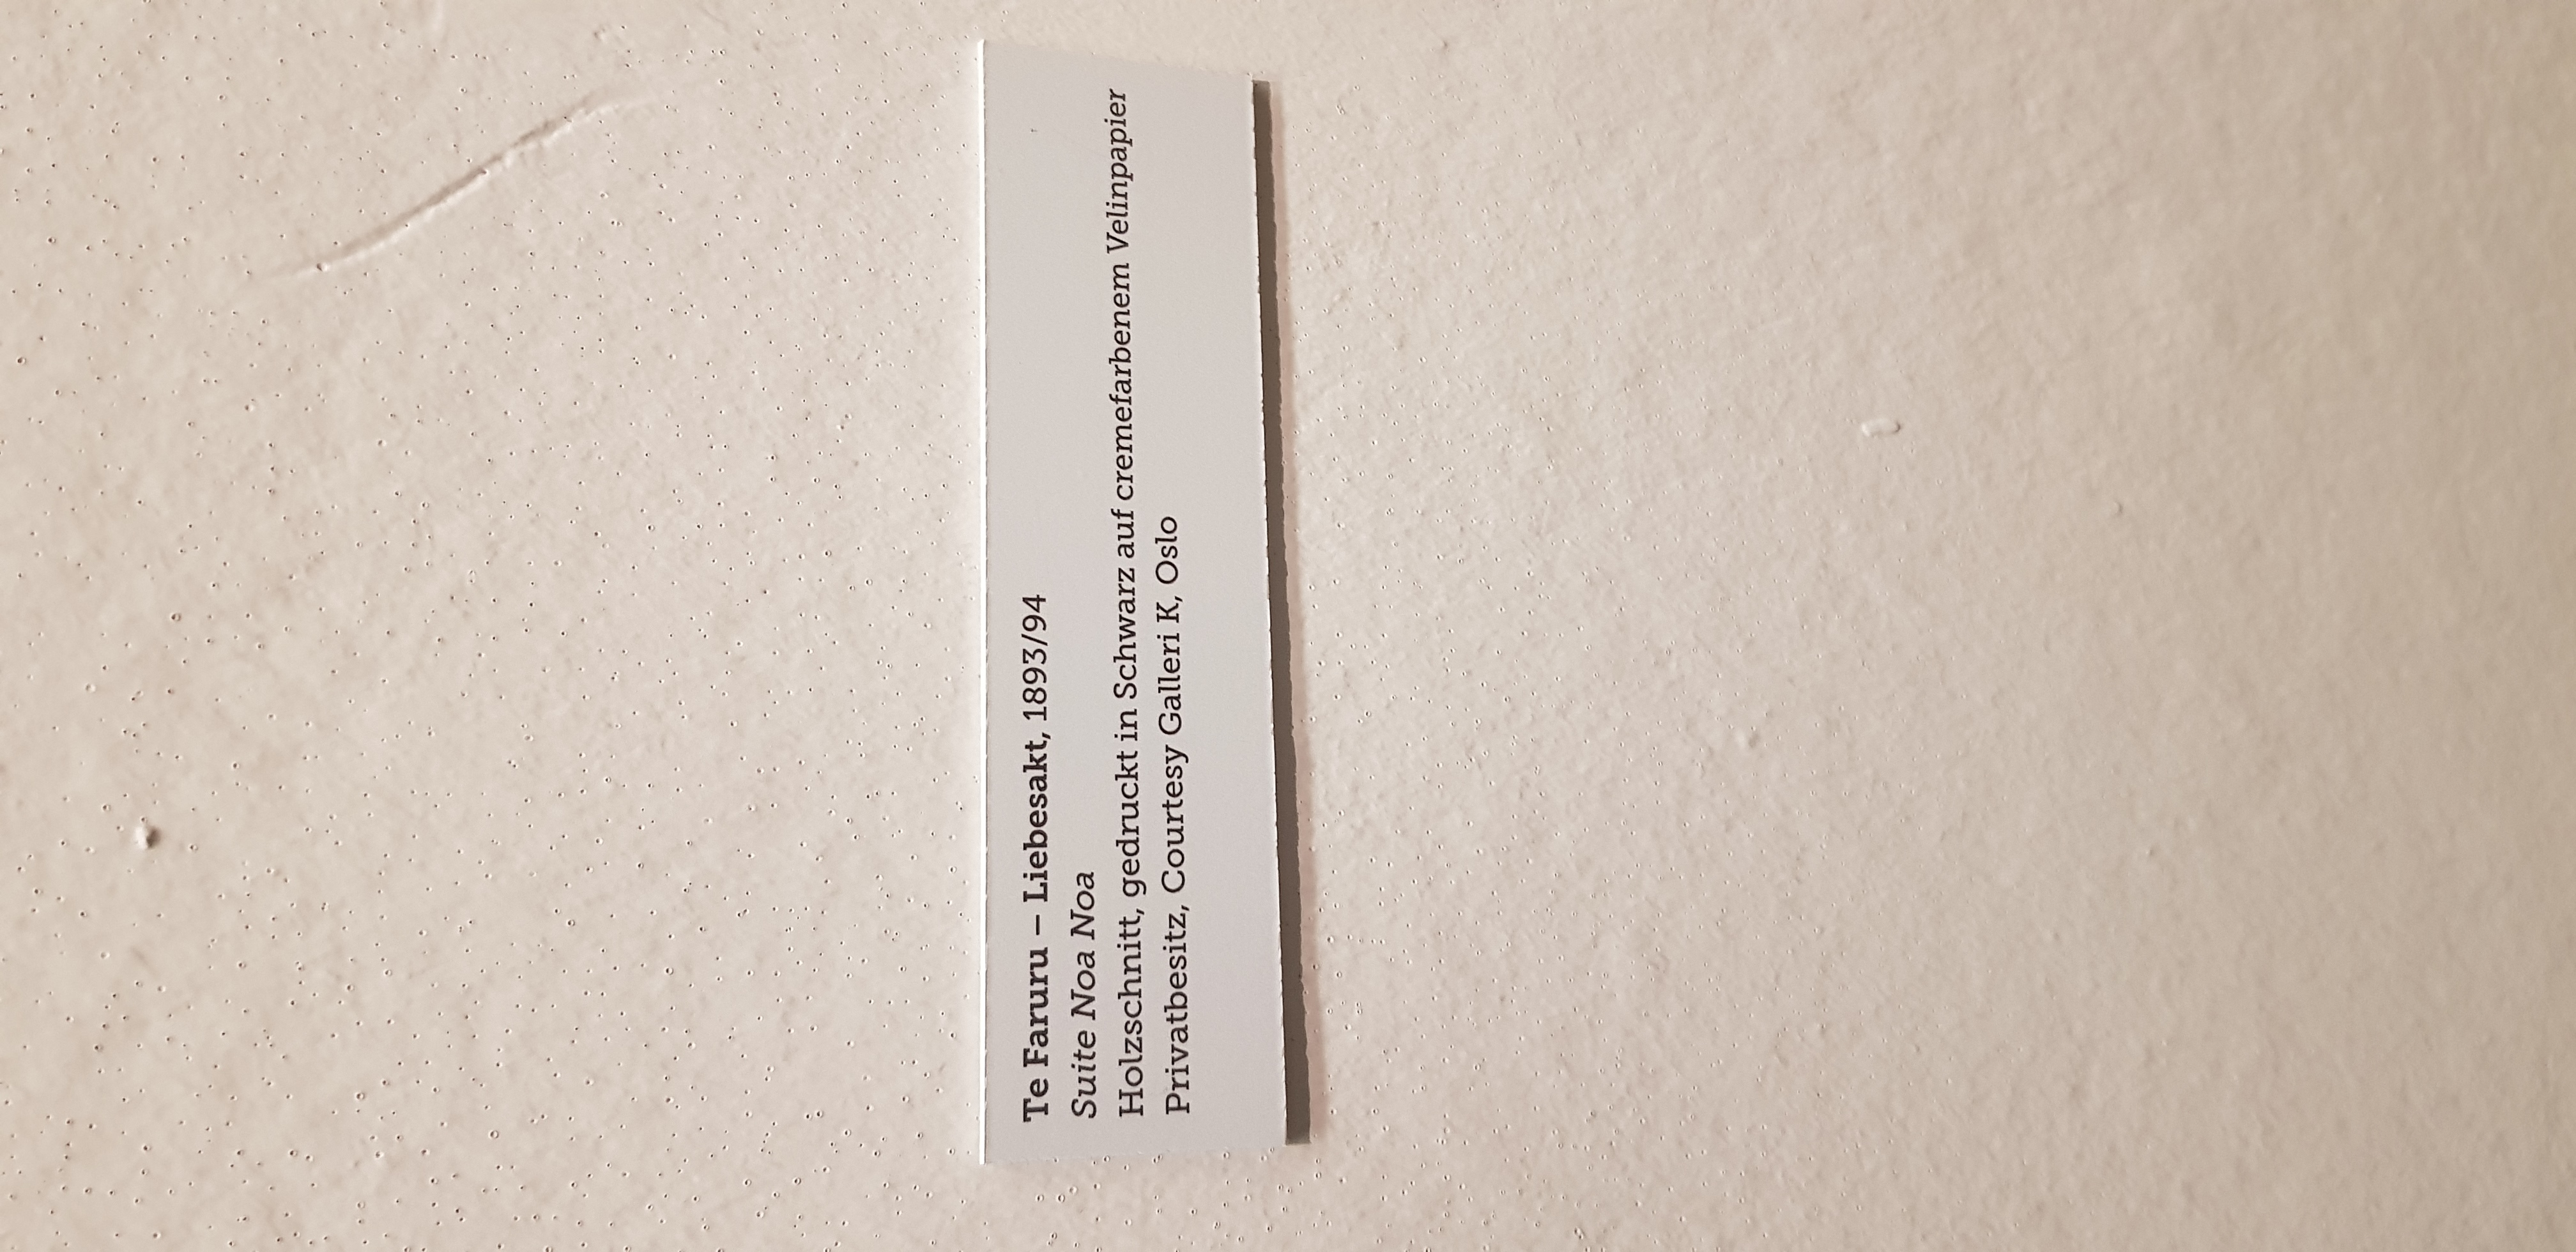 Te Faruru – Liebesakt, 1893/94
Suite Noa Noa
Holzschnitt, gedruckt in Schwarz auf cremefarbenem Velinpapier
Privatbesitz, Courtesy Galleri K, Oslo